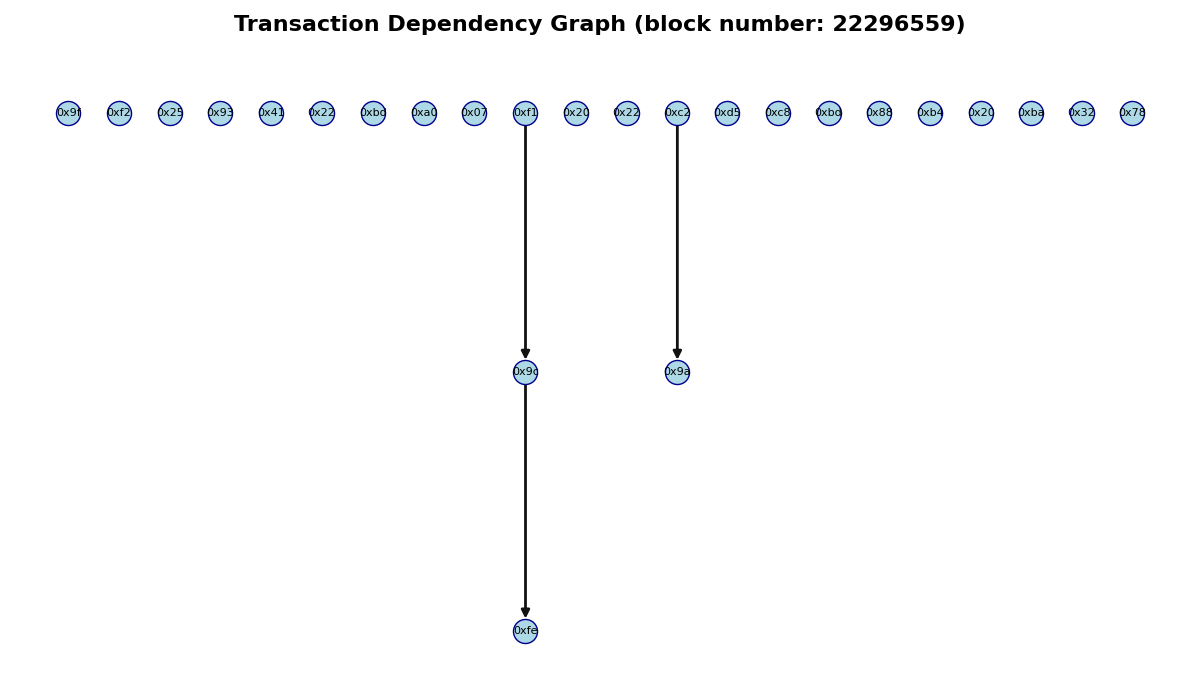 Transaction Dependency Graph (block number: 22296559)
0x9f 0xf2 0x25 0x93 0x41 0x22 0xbd 0xa0 0x07 0xf1 0x20 0x22 0xc2 0xd5 0xc8 0xbd 0x88 0xb4 0x20 0xba 0x32 0x78
0x9c 0x9a
0xfe